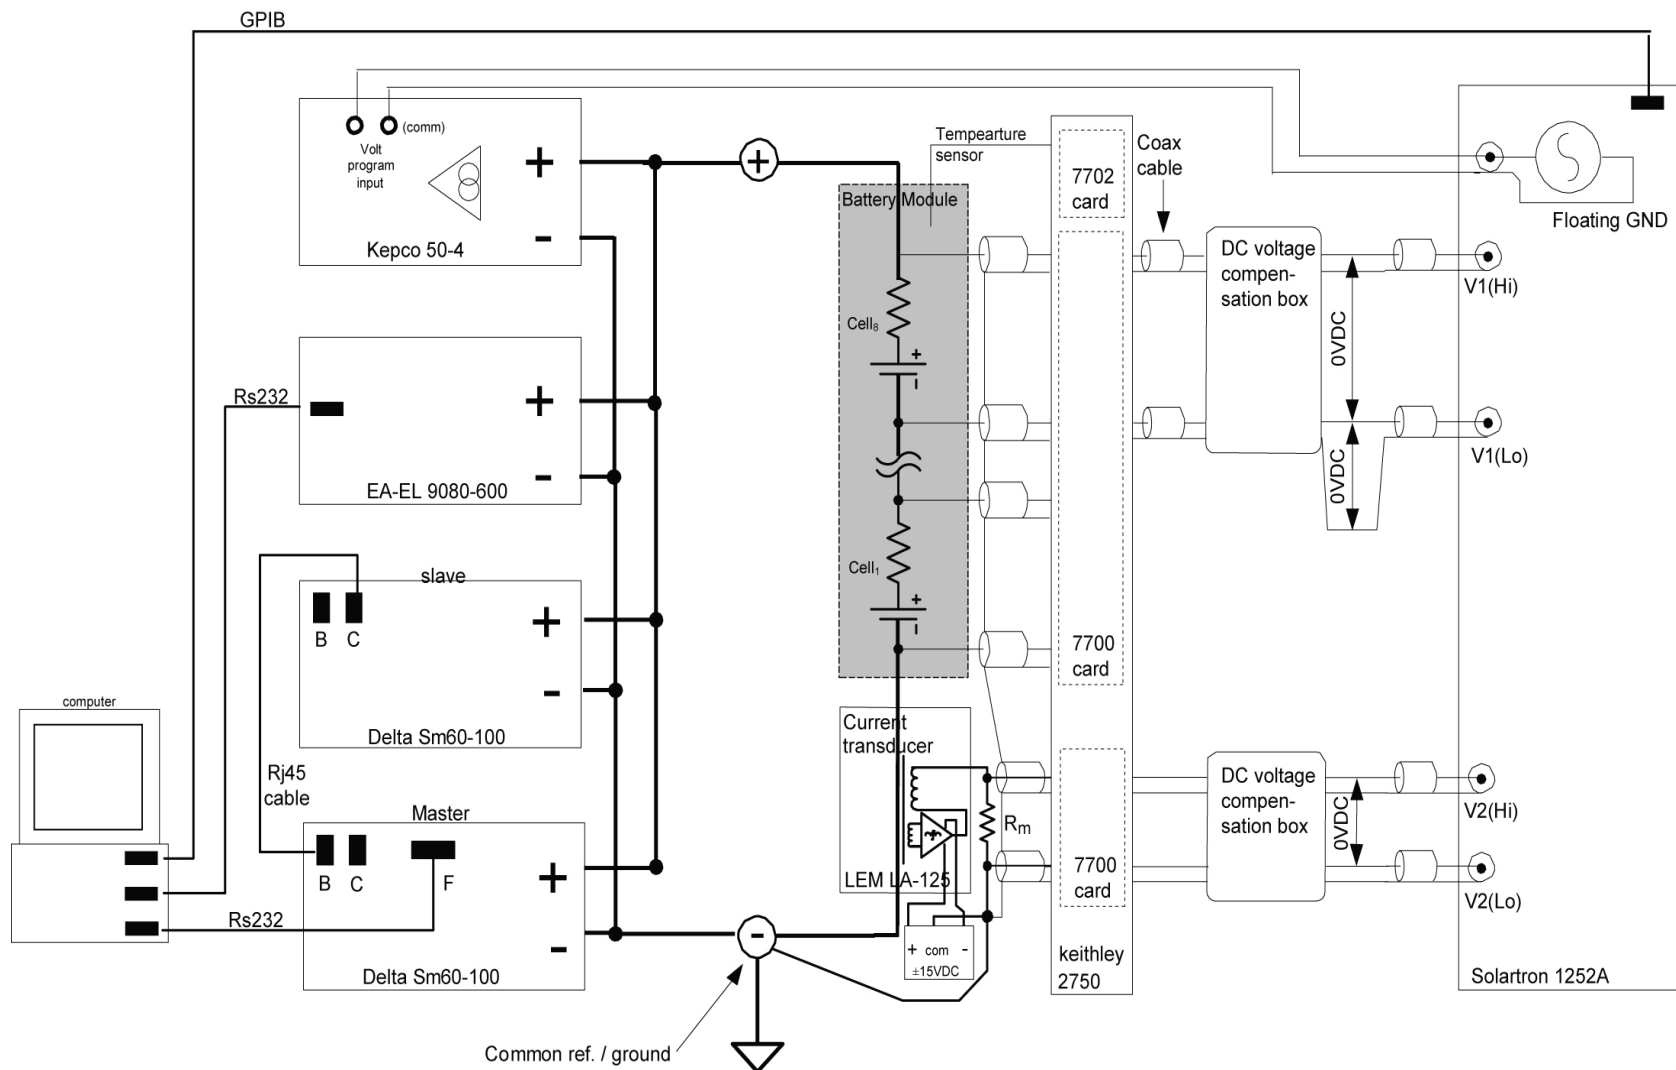 GPIB
(comm)
Volt
program
input
+
-
Kepco 50-4
+
Tempearture
sensor
Battery Module
7702
card
Coax
cable
Floating GND
DC voltage
compen-
sation box
V1(Hi)
0VDC
V1(Lo)
0VDC
Cell8
+
-
Rs232
+
-
EA-EL 9080-600
Cell1
+
-
7700
card
slave
B C
+
-
Delta Sm60-100
computer
Rj45
cable
Current
transducer
Rm
LEM LA-125
DC voltage
compen-
sation box
0VDC
V2(Hi)
V2(Lo)
7700
card
Master
B C F
+
-
Delta Sm60-100
Rs232
-
+ com -
±15VDC
keithley
2750
Solartron 1252A
Common ref. / ground